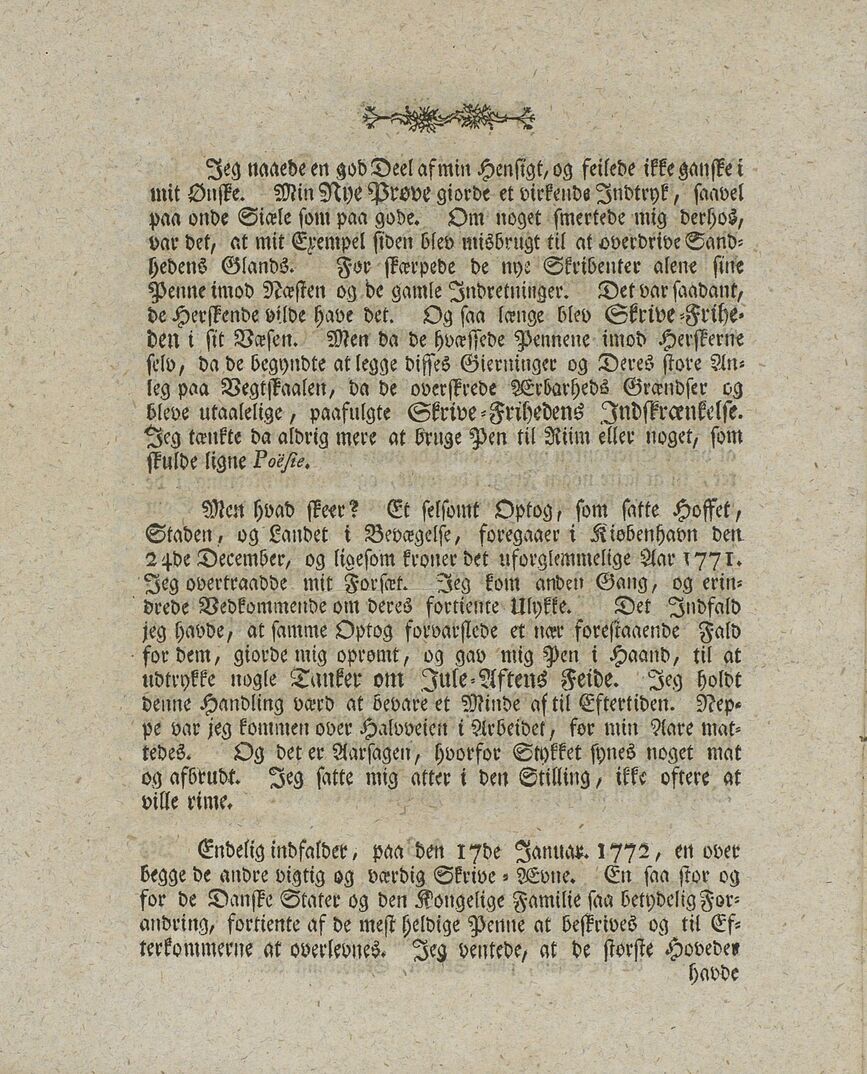 Jeg naaede en god Deel af min Hensigt, og feilede ikke ganske i
mit Ønske. Min Nye Prøve giorde et virkende Indtryk, saavel
paa onde Siæle som paa gode. Om noget smertede mig derhos,
var det, at mit Exempel siden blev misbrugt til at overdrive Sand-
hedens Glands. For skærpede de nye Skribenter alene sine
Penne imod Næsten og de gamle Indretninger. Det var saadant,
de Herskende vilde have det. Og saa længe blev Skrive-Frihe-
den i sit Væsen. Men da de hvæssede Pennene imod Herskerne
selv, da de begyndte at legge disses Gierninger og Deres store An-
leg paa Vegtskaalen, da de overskrede Ærbarheds Grændser og
bleve utaalelige, paafulgte Skrive-Frihedens Indskrænkelse.
Jeg tænkte da aldrig mere at bruge Pen til Riim eller noget, som
skulde ligne Poësie.
Men hvad skeer? Et selsomt Optog, som satte Hoffet,
Staden, og Landet i Bevægelse, foregaaer i Kiøbenhavn den
24de December, og ligesom kroner det uforglemmelige Aar 1771.
Jeg overtraadde mit Forsæt. Jeg kom anden Gang, og erin-
drede Vedkommende om deres fortiente Ulykke. Det Indfald
jeg havde, at samme Optog forvarslede et nær forestaaende Fald
for dem, giorde mig oprømt, og gav mig Pen i Haand, til at
udtrykke nogle Tanker om Jule-Aftens Feide. Jeg holdt
denne Handling værd at bevare et Minde af til Eftertiden. Nep-
pe var jeg kommen over Halvveien i Arbeidet, før min Aare mat-
tedes. Og det er Aarsagen, hvorfor Stykket synes noget mat
og afbrudt. Jeg satte mig atter i den Stilling, ikke oftere at
ville rime.
Endelig indfalder, paa den 17de Januar. 1772, en over
begge de andre vigtig og værdig Skrive-Ævne. En saa stor og
for de Danske Stater og den Kongelige Familie saa betydelig For-
andring, fortiente af de mest heldige Penne at beskrives og til Ef-
terkommerne at overlevnes. Jeg ventede, at de største Hoveder
havde